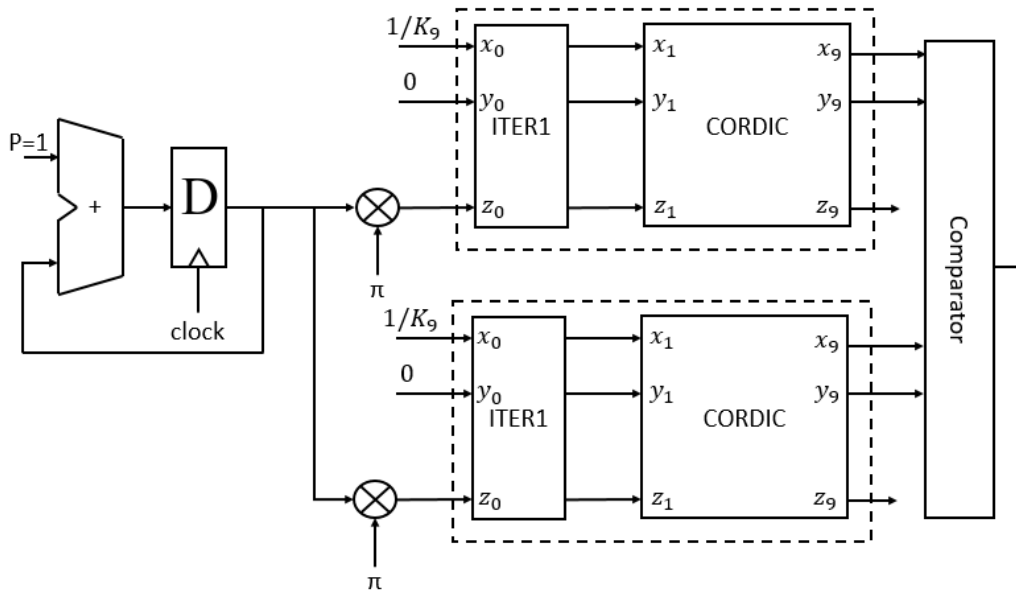 1/K₉
x₀
x₁
x₉
0
y₀
y₁
y₉
ITER1
CORDIC
P=1
+
D
z₀
z₁
z₉
π
clock
Comparator
1/K₉
x₀
x₁
x₉
0
y₀
y₁
y₉
ITER1
CORDIC
z₀
z₁
z₉
π